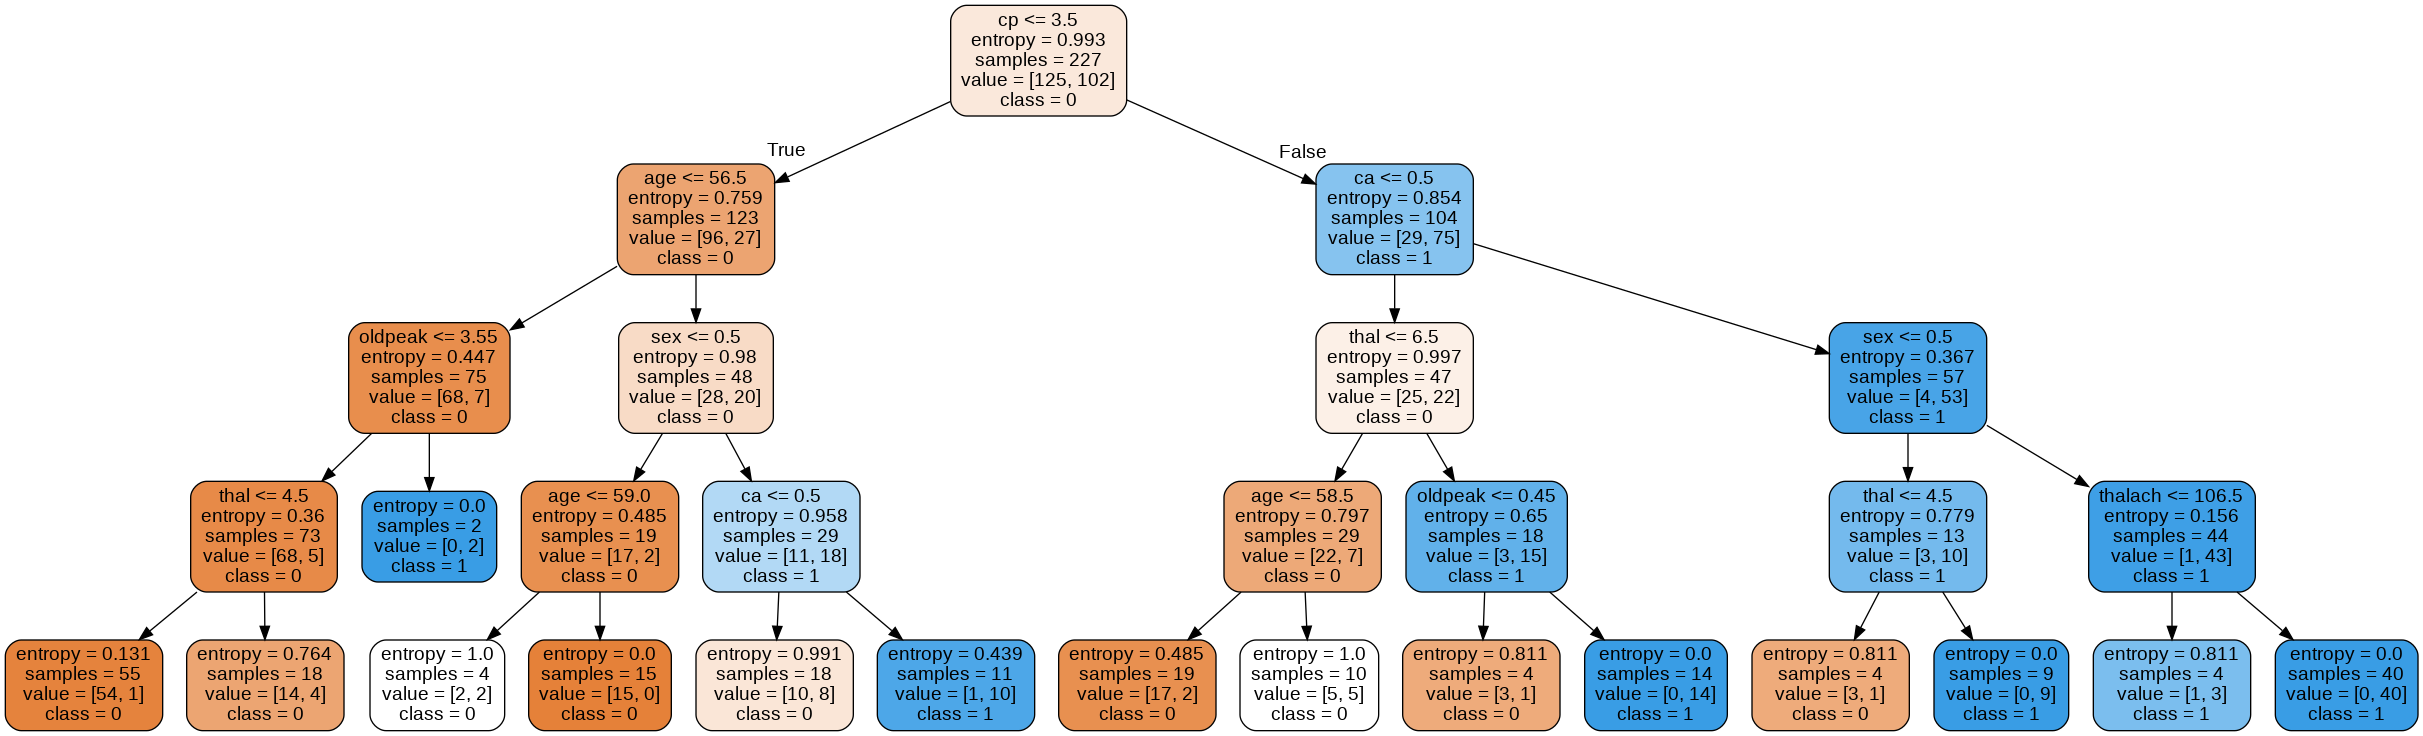 cp <= 3.5
entropy = 0.993
samples = 227
value = [125, 102]
class = 0
True
False
age <= 56.5
entropy = 0.759
samples = 123
value = [96, 27]
class = 0
ca <= 0.5
entropy = 0.854
samples = 104
value = [29, 75]
class = 1
oldpeak <= 3.55
entropy = 0.447
samples = 75
value = [68, 7]
class = 0
sex <= 0.5
entropy = 0.98
samples = 48
value = [28, 20]
class = 0
thal <= 6.5
entropy = 0.997
samples = 47
value = [25, 22]
class = 0
sex <= 0.5
entropy = 0.367
samples = 57
value = [4, 53]
class = 1
thal <= 4.5
entropy = 0.36
samples = 73
value = [68, 5]
class = 0
entropy = 0.0
samples = 2
value = [0, 2]
class = 1
age <= 59.0
entropy = 0.485
samples = 19
value = [17, 2]
class = 0
ca <= 0.5
entropy = 0.958
samples = 29
value = [11, 18]
class = 1
age <= 58.5
entropy = 0.797
samples = 29
value = [22, 7]
class = 0
oldpeak <= 0.45
entropy = 0.65
samples = 18
value = [3, 15]
class = 1
thal <= 4.5
entropy = 0.779
samples = 13
value = [3, 10]
class = 1
thalach <= 106.5
entropy = 0.156
samples = 44
value = [1, 43]
class = 1
entropy = 0.131
samples = 55
value = [54, 1]
class = 0
entropy = 0.764
samples = 18
value = [14, 4]
class = 0
entropy = 1.0
samples = 4
value = [2, 2]
class = 0
entropy = 0.0
samples = 15
value = [15, 0]
class = 0
entropy = 0.991
samples = 18
value = [10, 8]
class = 0
entropy = 0.439
samples = 11
value = [1, 10]
class = 1
entropy = 0.485
samples = 19
value = [17, 2]
class = 0
entropy = 1.0
samples = 10
value = [5, 5]
class = 0
entropy = 0.811
samples = 4
value = [3, 1]
class = 0
entropy = 0.0
samples = 14
value = [0, 14]
class = 1
entropy = 0.811
samples = 4
value = [3, 1]
class = 0
entropy = 0.0
samples = 9
value = [0, 9]
class = 1
entropy = 0.811
samples = 4
value = [1, 3]
class = 1
entropy = 0.0
samples = 40
value = [0, 40]
class = 1